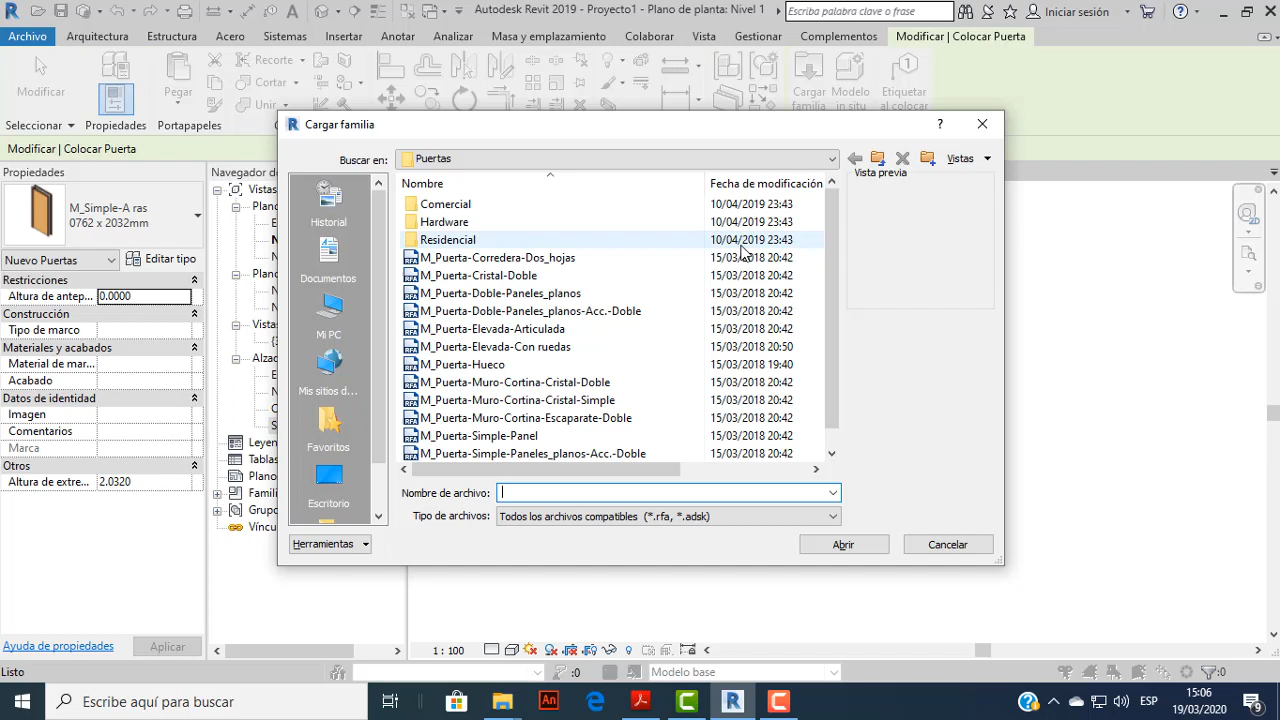 Autodesk Revit 2019 - Proyecto1 - Plano de planta: Nivel 1
Escriba palabra clave o frase
Iniciar sesión
Archivo Arquitectura Estructura Acero Sistemas Insertar Anotar Analizar Masa y emplazamiento Colaborar Vista Gestionar Complementos Modificar | Colocar Puerta
Modificar
Pegar
Recorte
Cortar
Unir
Cargar familia
Modelo in situ
Etiquetar al colocar
Seleccionar Propiedades Portapapeles
Modificar | Colocar Puerta
Propiedades
M_Simple-A ras
0762 x 2032mm
Nuevo Puertas
Editar tipo
Restricciones
Altura de antep... 0.0000
Construcción
Tipo de marco
Materiales y acabados
Material de mar...
Acabado
Datos de identidad
Imagen
Comentarios
Marca
Otros
Altura de extre... 2.0320
Ayuda de propiedades
Aplicar
Navegador de
Vistas
Leyen
Tablas
Plano
Famili
Grupo
Víncu
Cargar familia
Buscar en: Puertas
Vistas
Vista previa
Historial
Documentos
Mi PC
Mis sitios d...
Favoritos
Escritorio
Nombre Fecha de modificación
Comercial 10/04/2019 23:43
Hardware 10/04/2019 23:43
Residencial 10/04/2019 23:43
M_Puerta-Corredera-Dos_hojas 15/03/2018 20:42
M_Puerta-Cristal-Doble 15/03/2018 20:42
M_Puerta-Doble-Paneles_planos 15/03/2018 20:42
M_Puerta-Doble-Paneles_planos-Acc.-Doble 15/03/2018 20:42
M_Puerta-Elevada-Articulada 15/03/2018 20:42
M_Puerta-Elevada-Con ruedas 15/03/2018 20:50
M_Puerta-Hueco 15/03/2018 19:40
M_Puerta-Muro-Cortina-Cristal-Doble 15/03/2018 20:42
M_Puerta-Muro-Cortina-Cristal-Simple 15/03/2018 20:42
M_Puerta-Muro-Cortina-Escaparate-Doble 15/03/2018 20:42
M_Puerta-Simple-Panel 15/03/2018 20:42
M_Puerta-Simple-Paneles_planos-Acc.-Doble 15/03/2018 20:42
Nombre de archivo:
Tipo de archivos: Todos los archivos compatibles (*.rfa, *.adsk)
Herramientas
Abrir
Cancelar
1 : 100
Listo
:0
Modelo base
:0
Escribe aquí para buscar
ESP
15:06
19/03/2020
9